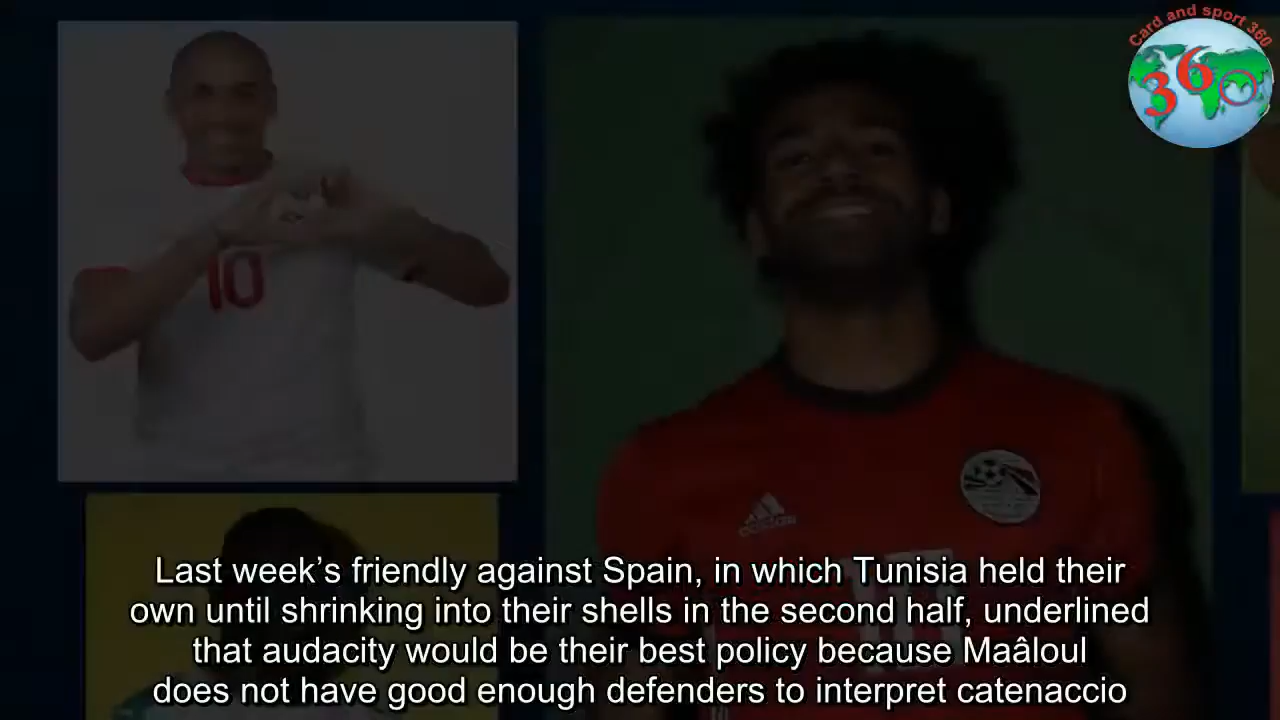 Card and sport 360
360
10
adidas
Last week’s friendly against Spain, in which Tunisia held their
own until shrinking into their shells in the second half, underlined
that audacity would be their best policy because Maâloul
does not have good enough defenders to interpret catenaccio